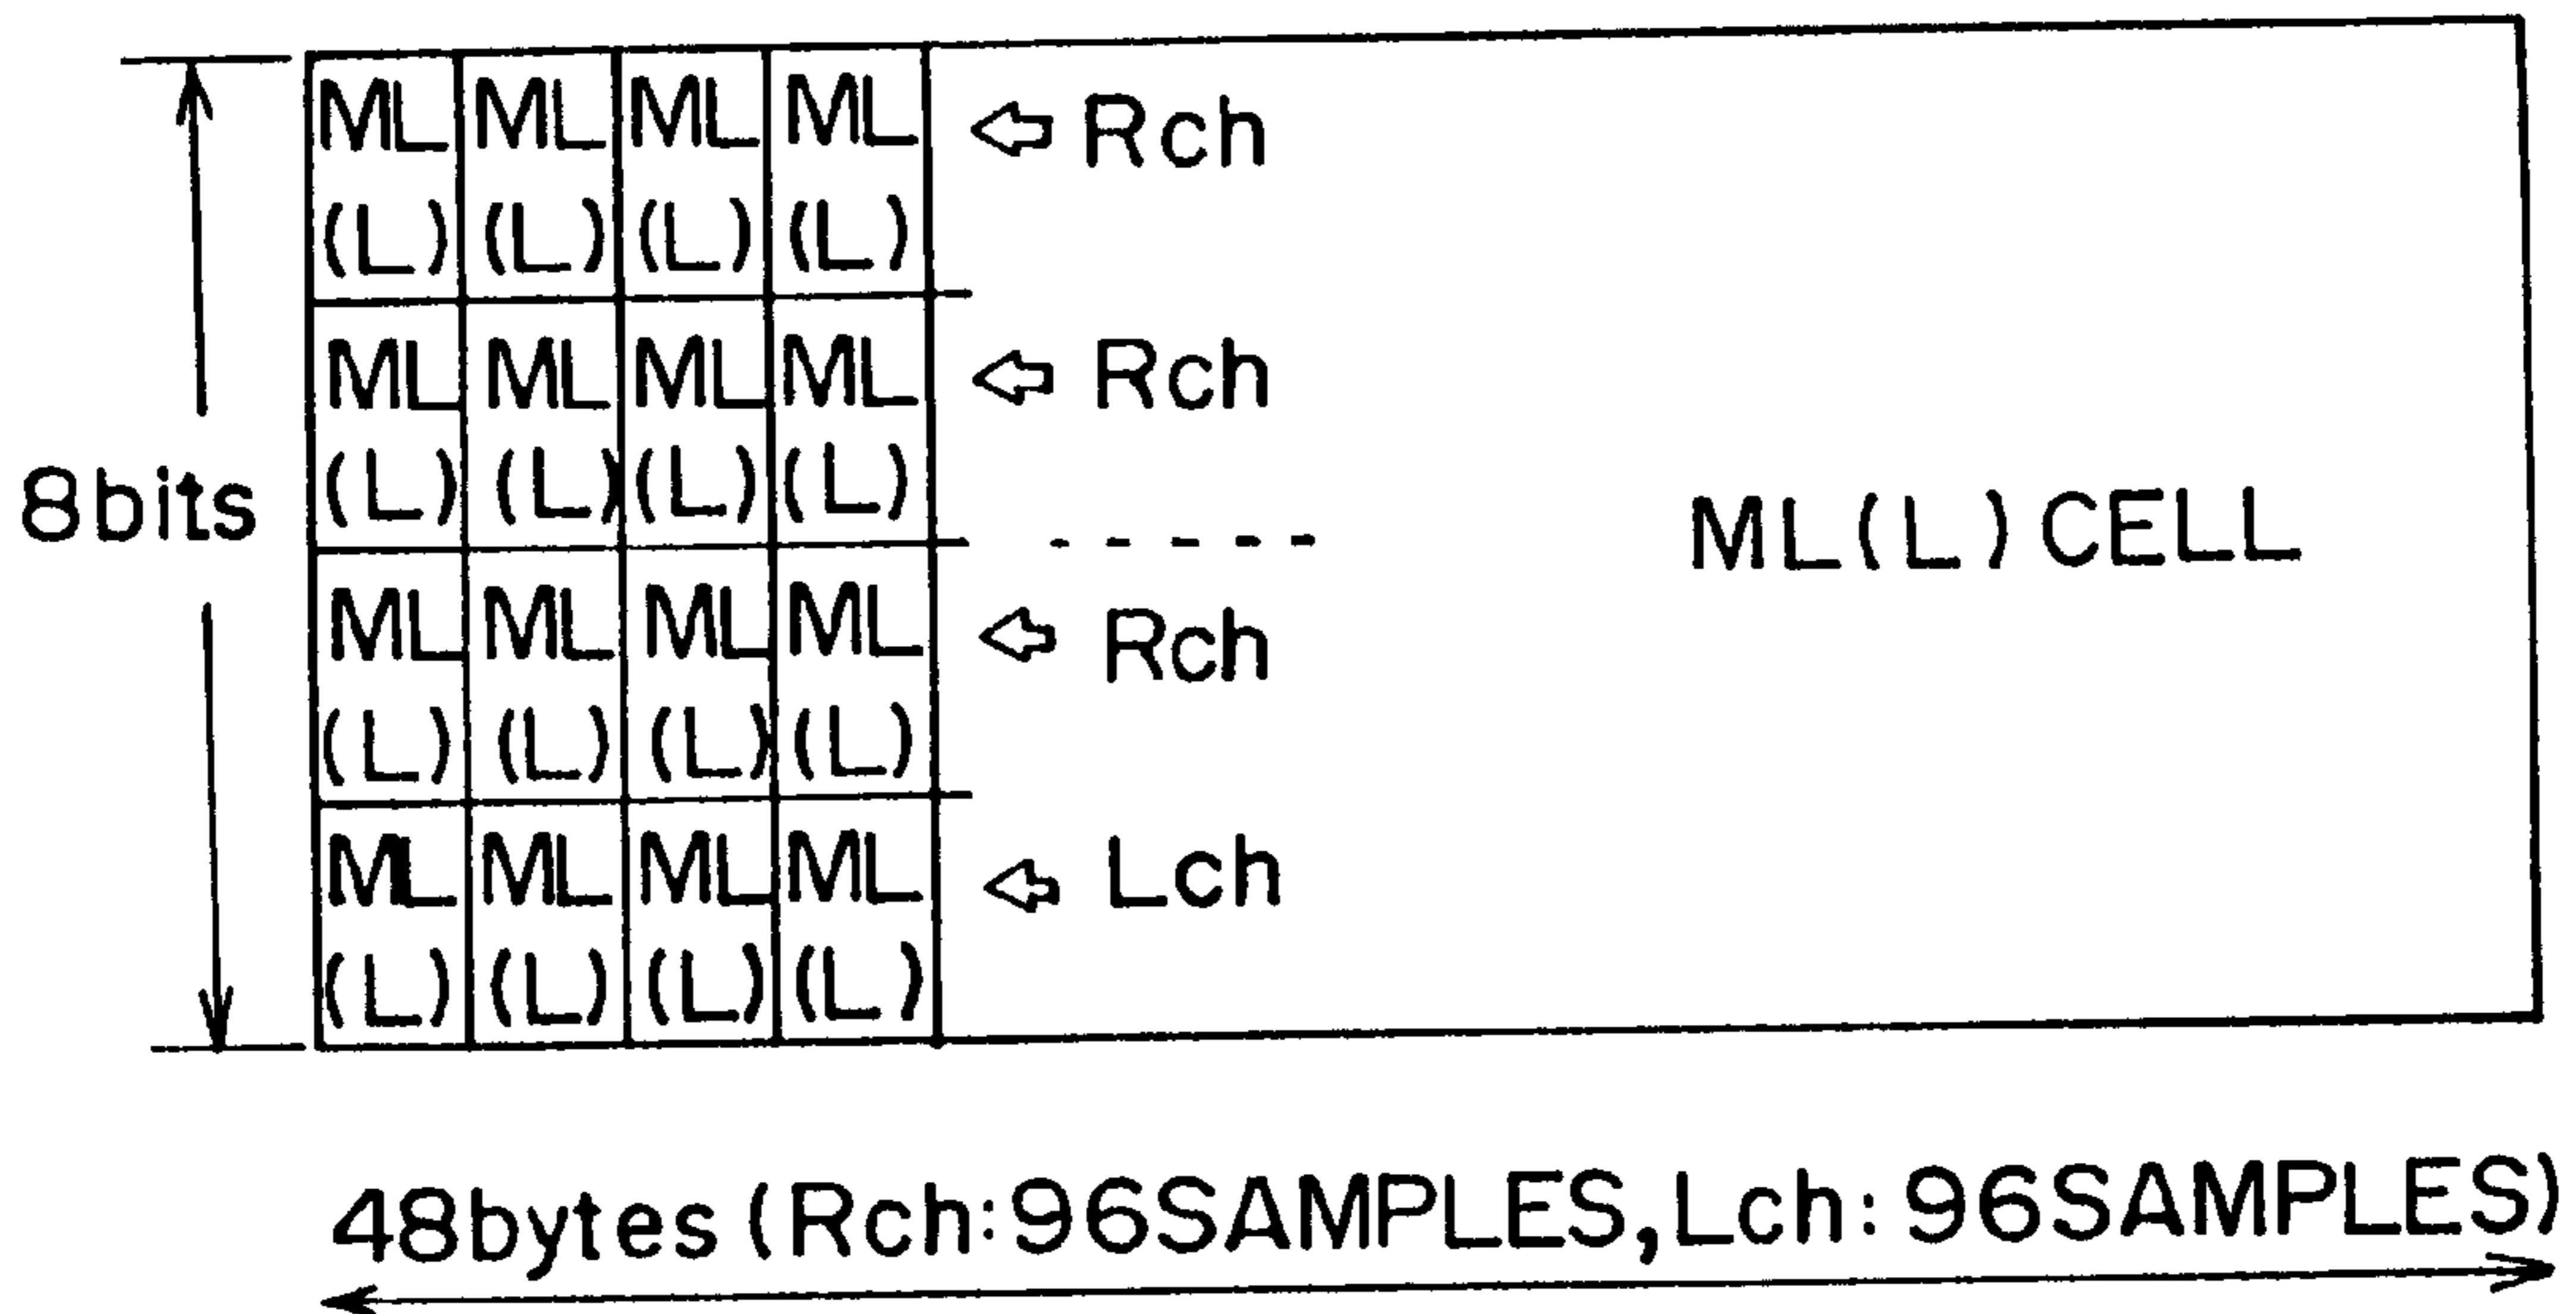 ML ML ML ML Rch
(L) (L) (L) (L)
ML ML ML ML Rch
(L) (L) (L) (L)
8bits
ML(L)CELL
ML ML ML ML Rch
(L) (L) (L) (L)
ML ML ML ML Lch
(L) (L) (L) (L)
48bytes (Rch:96SAMPLES,Lch:96SAMPLES)